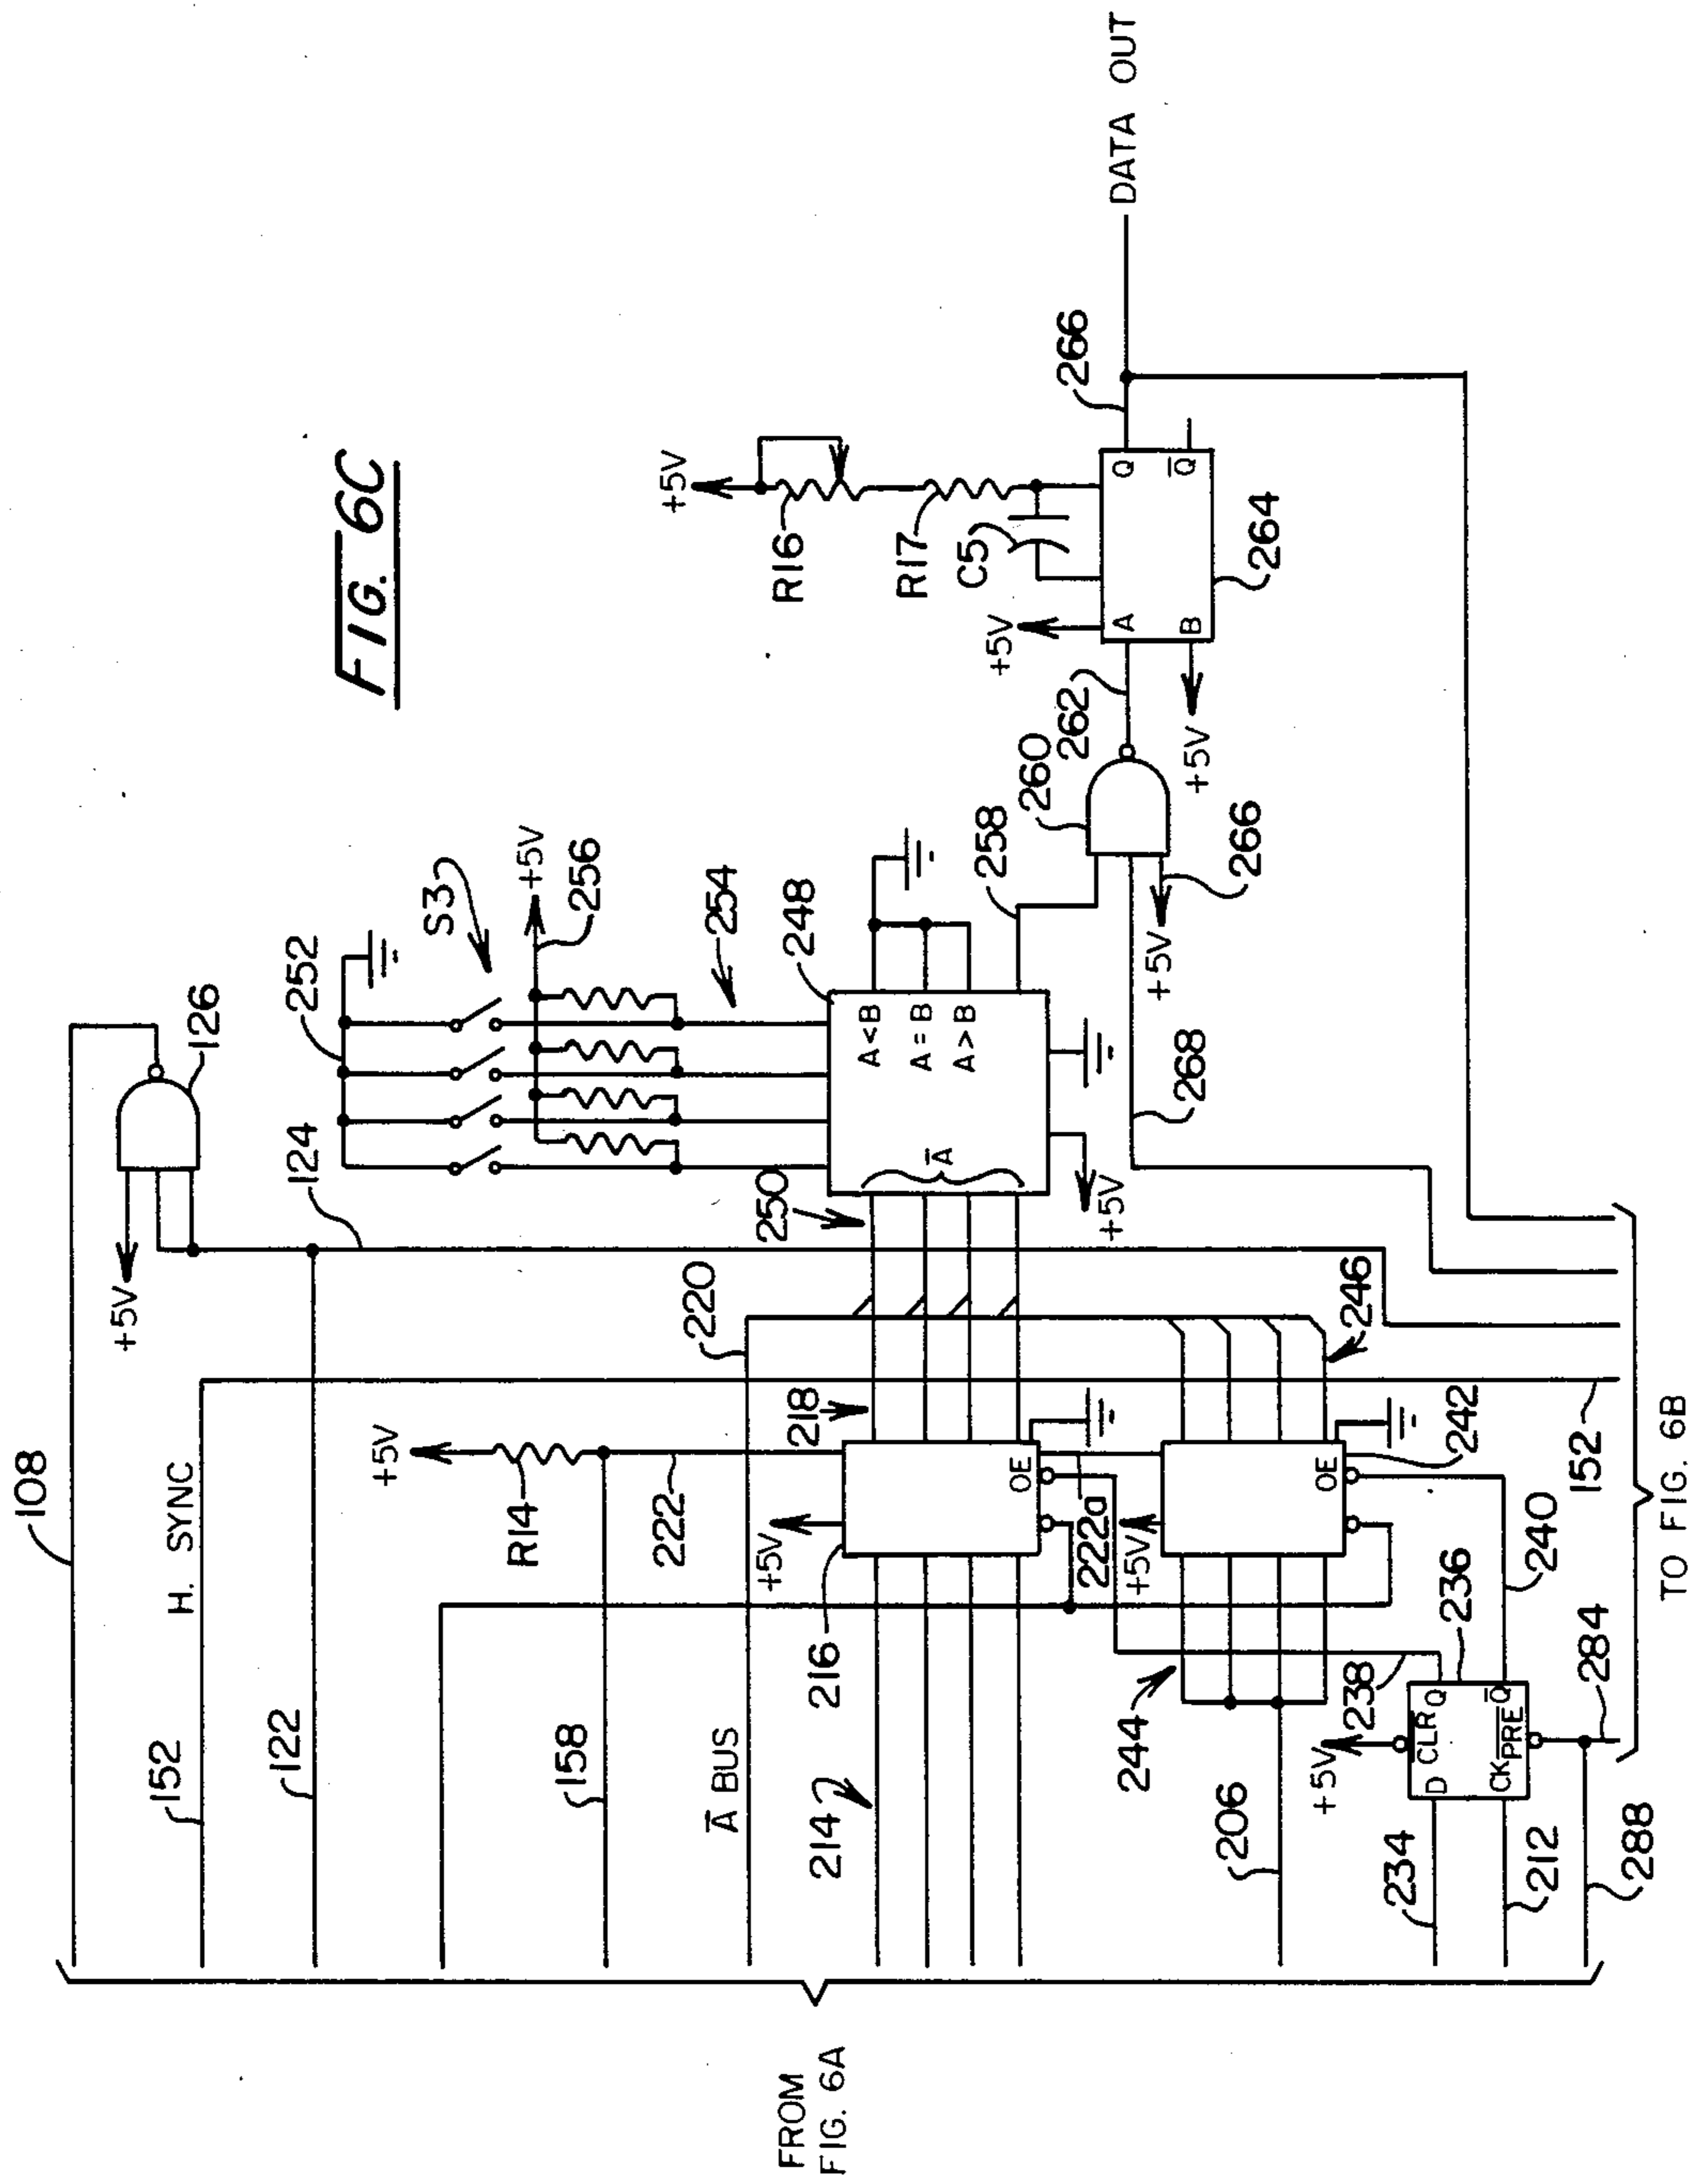 FIG. 6C
FROM
FIG. 6A
TO FIG. 6B
108
152
H. SYNC
122
158
A̅ BUS
214
206
234
212
288
+5V
126
124
252
S3
+5V
256
254
248
250
A̅
A<B
A=B
A>B
+5V
258
+5V
R14
222
+5V
216
218
220
OE
222a
+5V
OE
242
246
244
238
236
240
+5V
D
C̅L̅R̅
Q
CK
P̅R̅E̅
Q̅
284
152
268
260
+5V
266
262
+5V
A
B
+5V
Q
Q̅
264
+5V
R16
R17
C5
266
DATA OUT